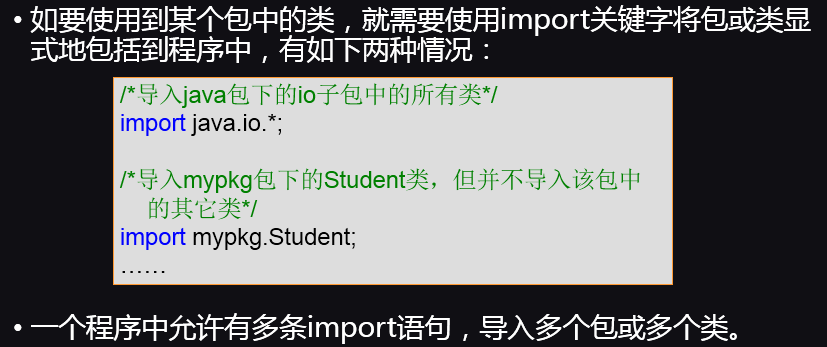 • 如要使用到某个包中的类，就需要使用import关键字将包或类显
式地包括到程序中，有如下两种情况：
/*导入java包下的io子包中的所有类*/
import java.io.*;
/*导入mypkg包下的Student类，但并不导入该包中
的其它类*/
import mypkg.Student;
……
• 一个程序中允许有多条import语句，导入多个包或多个类。